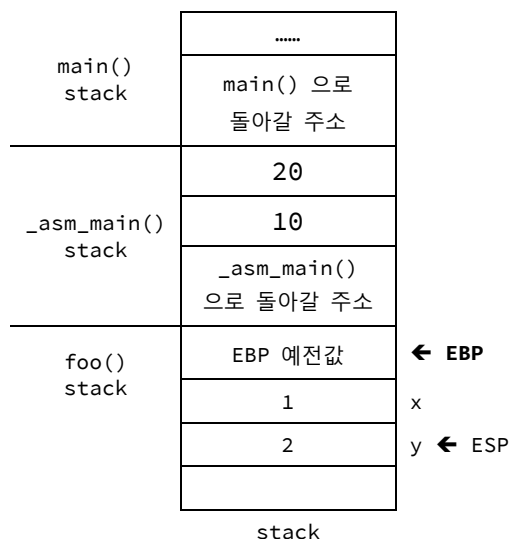 ……
main()
stack
main() 으로
돌아갈 주소
20
_asm_main()
stack
10
_asm_main()
으로 돌아갈 주소
foo()
stack
EBP 예전값
🡸 EBP
1
x
2
y 🡸 ESP
stack